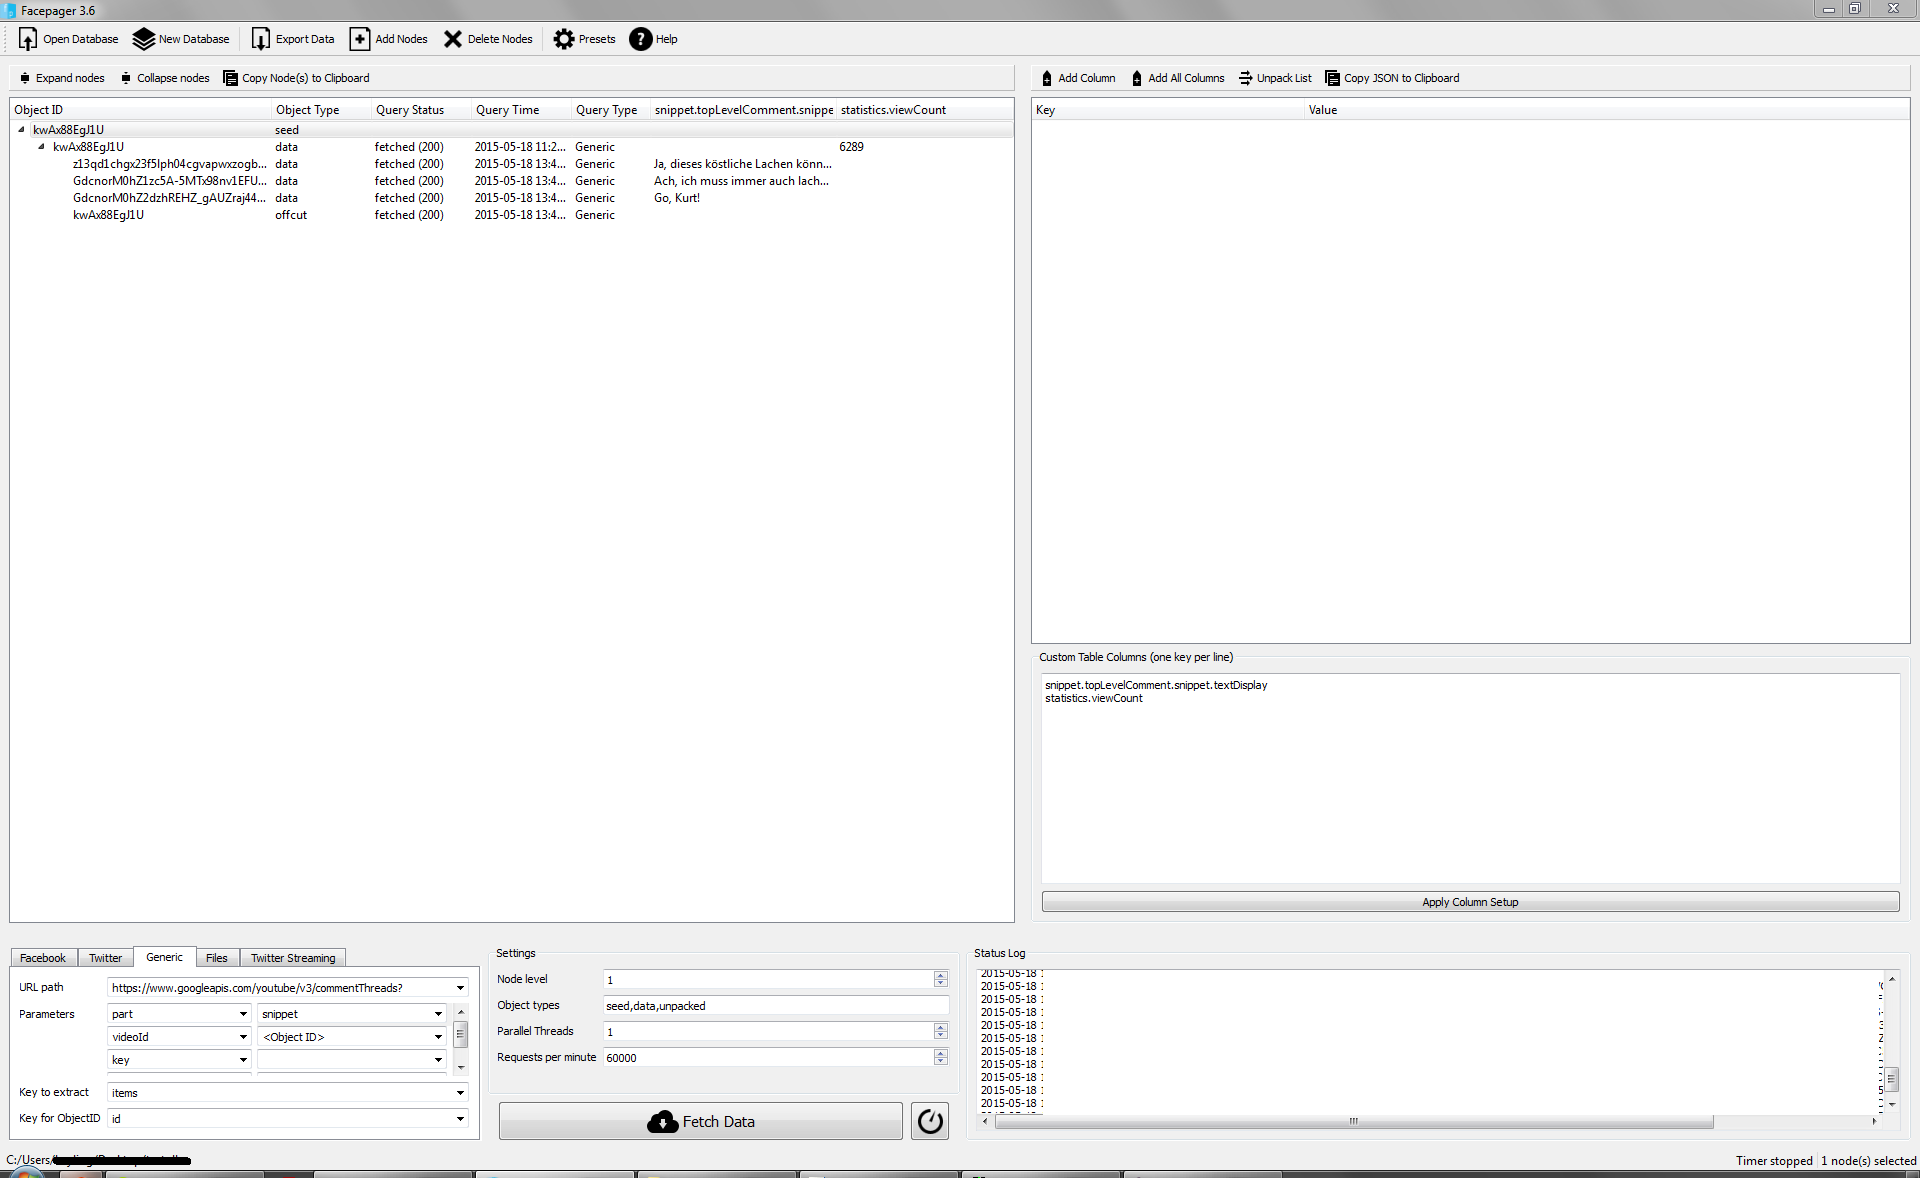 Facepager 3.6
Open Database New Database Export Data Add Nodes Delete Nodes Presets Help
Expand nodes Collapse nodes Copy Node(s) to Clipboard
Add Column Add All Columns Unpack List Copy JSON to Clipboard
Object ID Object Type Query Status Query Time Query Type snippet.topLevelComment.snippe statistics.viewCount
kwAx88EgJ1U seed
kwAx88EgJ1U data fetched (200) 2015-05-18 11:2... Generic 6289
z13qd1chgx23f5lph04cgvapwxzogb... data fetched (200) 2015-05-18 13:4... Generic Ja, dieses köstliche Lachen könn...
GdcnorM0hZ1zc5A-5MTx98nv1EFU... data fetched (200) 2015-05-18 13:4... Generic Ach, ich muss immer auch lach...
GdcnorM0hZ2dzhREHZ_gAUZraj44... data fetched (200) 2015-05-18 13:4... Generic Go, Kurt!
kwAx88EgJ1U offcut fetched (200) 2015-05-18 13:4... Generic
Key Value
Custom Table Columns (one key per line)
snippet.topLevelComment.snippet.textDisplay
statistics.viewCount
Apply Column Setup
Facebook Twitter Generic Files Twitter Streaming
URL path https://www.googleapis.com/youtube/v3/commentThreads?
Parameters part snippet
videoId <Object ID>
key
Key to extract items
Key for ObjectID id
Settings
Node level 1
Object types seed,data,unpacked
Parallel Threads 1
Requests per minute 60000
Fetch Data
Status Log
2015-05-18
2015-05-18
2015-05-18
2015-05-18
2015-05-18
2015-05-18
2015-05-18
2015-05-18
2015-05-18
2015-05-18
2015-05-18
C:/Users/
Timer stopped 1 node(s) selected